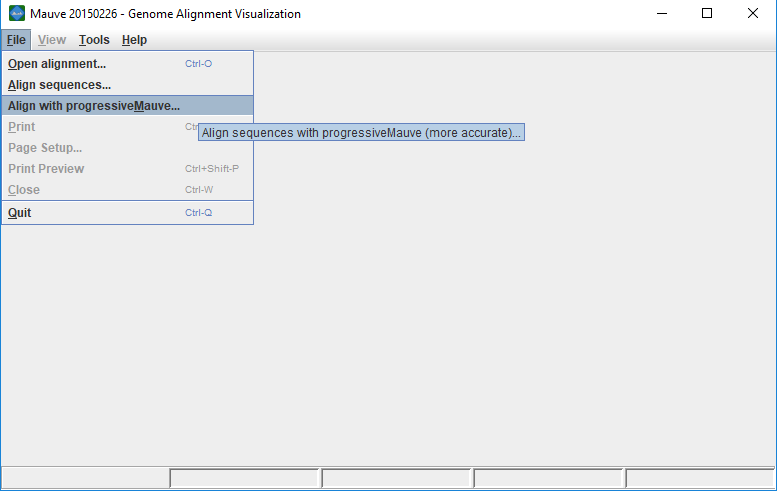 Mauve 20150226 - Genome Alignment Visualization
File View Tools Help
Open alignment... Ctrl-O
Align sequences...
Align with progressiveMauve...
Print Ctr
Align sequences with progressiveMauve (more accurate)...
Page Setup...
Print Preview Ctrl+Shift-P
Close Ctrl-W
Quit Ctrl-Q